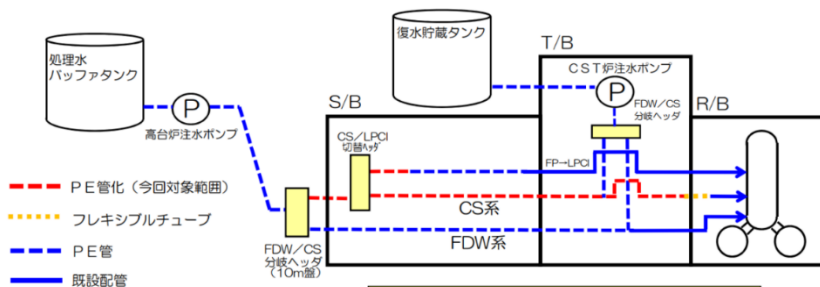 処理水
バッファタンク
P
高台炉注水ポンプ
復水貯蔵タンク
T/B
CST炉注水ポンプ
P
FDW/CS
分岐ヘッダ
S/B
R/B
CS/LPCI
切替ヘッダ
FP→LPCI
CS系
FDW系
FDW/CS
分岐ヘッダ
(10m盤)
PE管化(今回対象範囲)
フレキシブルチューブ
PE管
既設配管